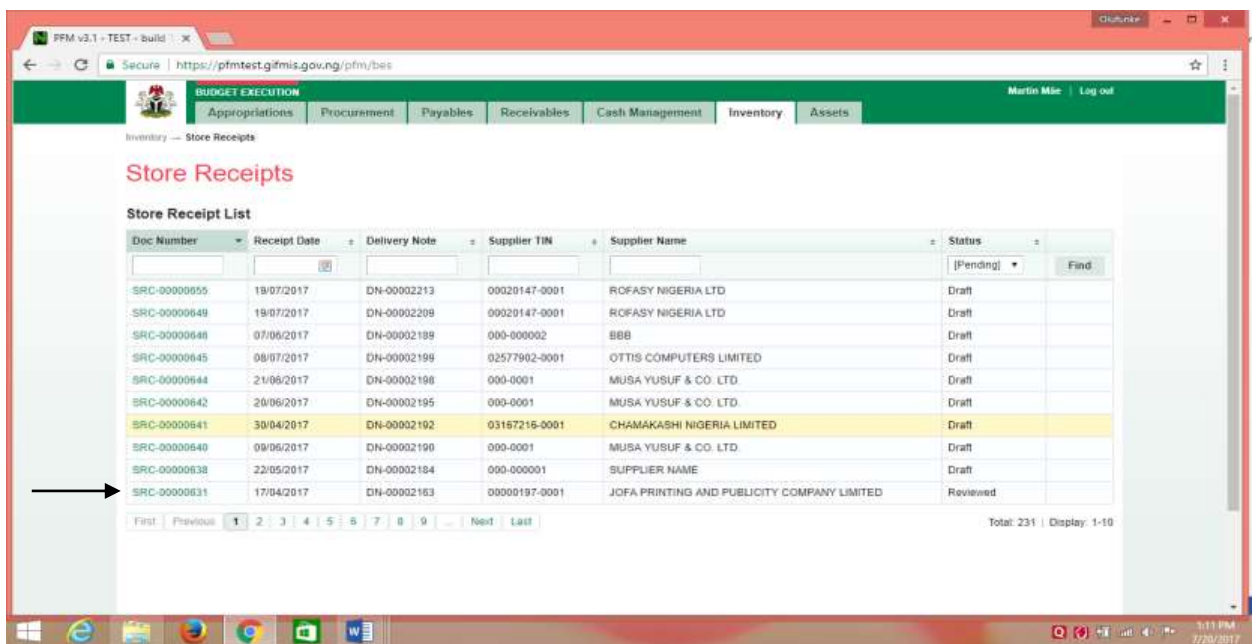 Olufunke
PFM v3.1 - TEST - build
Secure | https://pfmtest.gifmis.gov.ng/pfm/bes
BUDGET EXECUTION
Martin Mäe | Log out
Appropriations Procurement Payables Receivables Cash Management Inventory Assets
Inventory → Store Receipts
Store Receipts
Store Receipt List
Doc Number Receipt Date Delivery Note Supplier TIN Supplier Name Status
[Pending] Find
SRC-00000655 19/07/2017 DN-00002213 00020147-0001 ROFASY NIGERIA LTD Draft
SRC-00000649 19/07/2017 DN-00002209 00020147-0001 ROFASY NIGERIA LTD Draft
SRC-00000646 07/06/2017 DN-00002189 000-000002 BBB Draft
SRC-00000645 08/07/2017 DN-00002199 02577902-0001 OTTIS COMPUTERS LIMITED Draft
SRC-00000644 21/06/2017 DN-00002198 000-0001 MUSA YUSUF & CO. LTD. Draft
SRC-00000642 20/06/2017 DN-00002195 000-0001 MUSA YUSUF & CO. LTD. Draft
SRC-00000641 30/04/2017 DN-00002192 03167216-0001 CHAMAKASHI NIGERIA LIMITED Draft
SRC-00000640 09/06/2017 DN-00002190 000-0001 MUSA YUSUF & CO. LTD. Draft
SRC-00000638 22/05/2017 DN-00002184 000-000001 SUPPLIER NAME Draft
SRC-00000631 17/04/2017 DN-00002163 00000197-0001 JOFA PRINTING AND PUBLICITY COMPANY LIMITED Reviewed
First Previous 1 2 3 4 5 6 7 8 9 ... Next Last Total: 231 | Display: 1-10
1:11 PM
7/20/2017